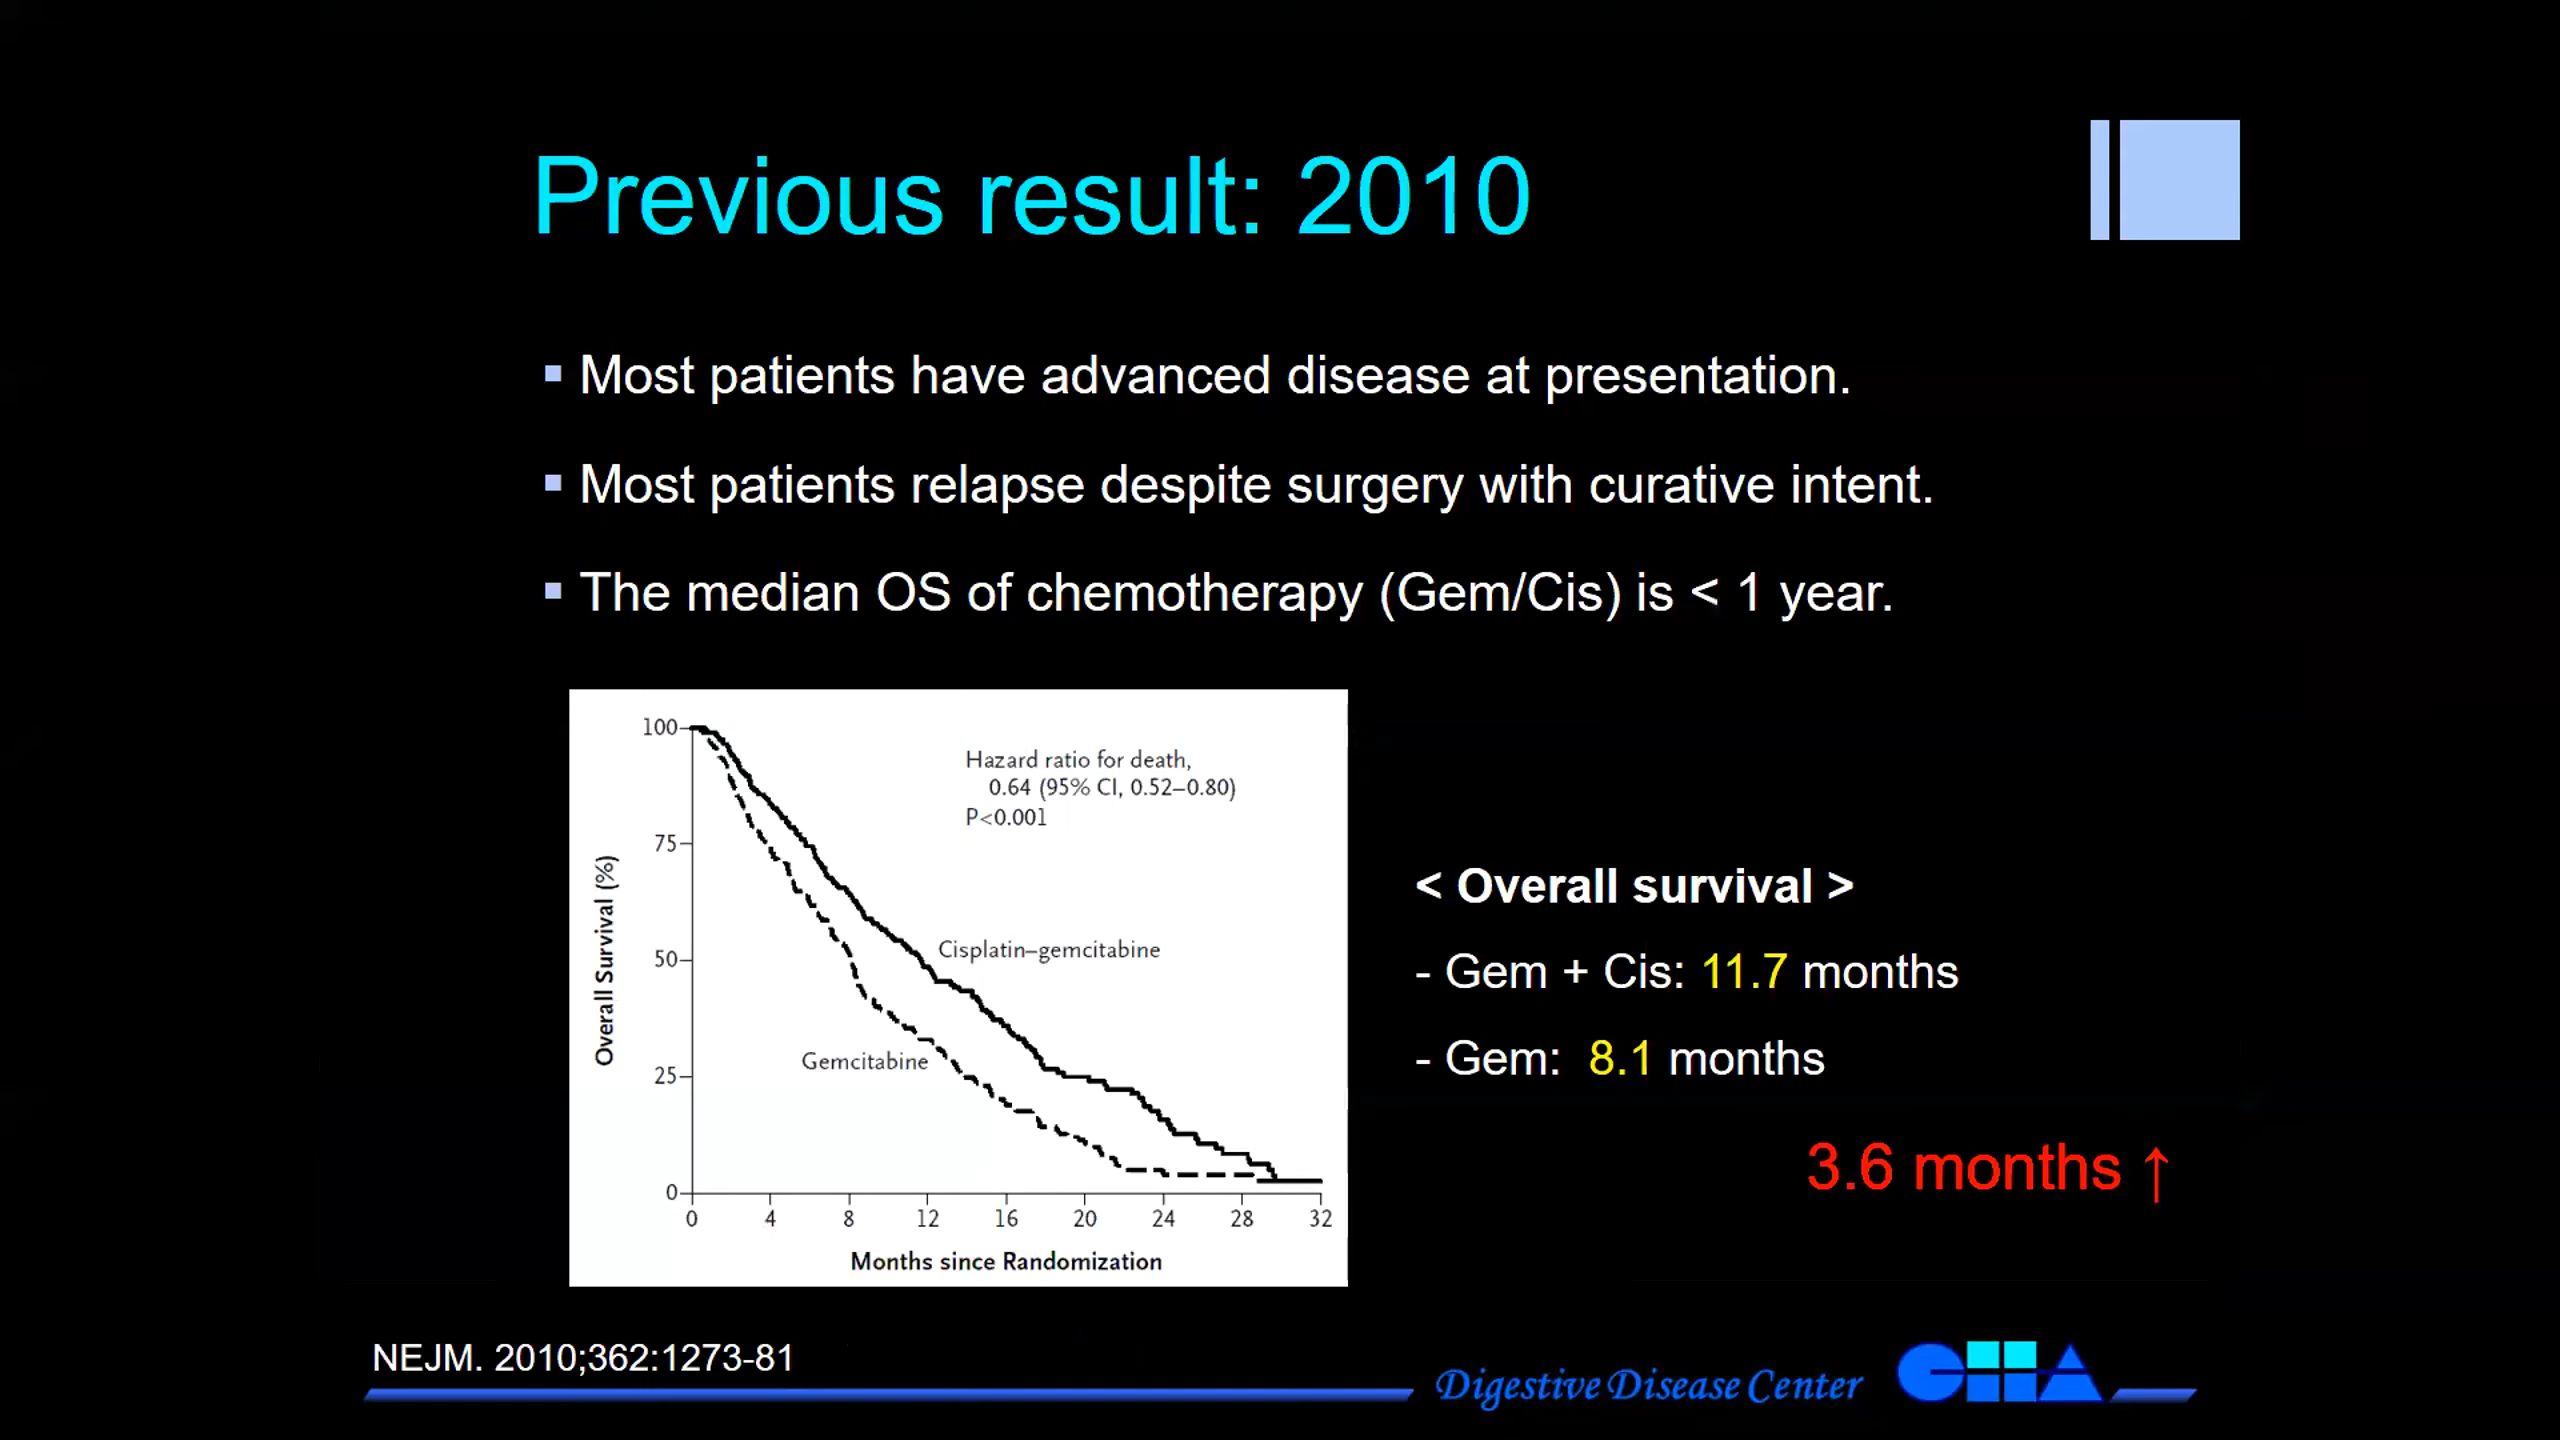 Previous result: 2010
Most patients have advanced disease at presentation.
Most patients relapse despite surgery with curative intent.
The median OS of chemotherapy (Gem/Cis) is < 1 year.
100
75
50
25
0
Overall Survival (%)
Hazard ratio for death,
0.64 (95% CI, 0.52–0.80)
P<0.001
Cisplatin–gemcitabine
Gemcitabine
0 4 8 12 16 20 24 28 32
Months since Randomization
< Overall survival >
- Gem + Cis: 11.7 months
- Gem: 8.1 months
3.6 months ↑
NEJM. 2010;362:1273-81
Digestive Disease Center CHA